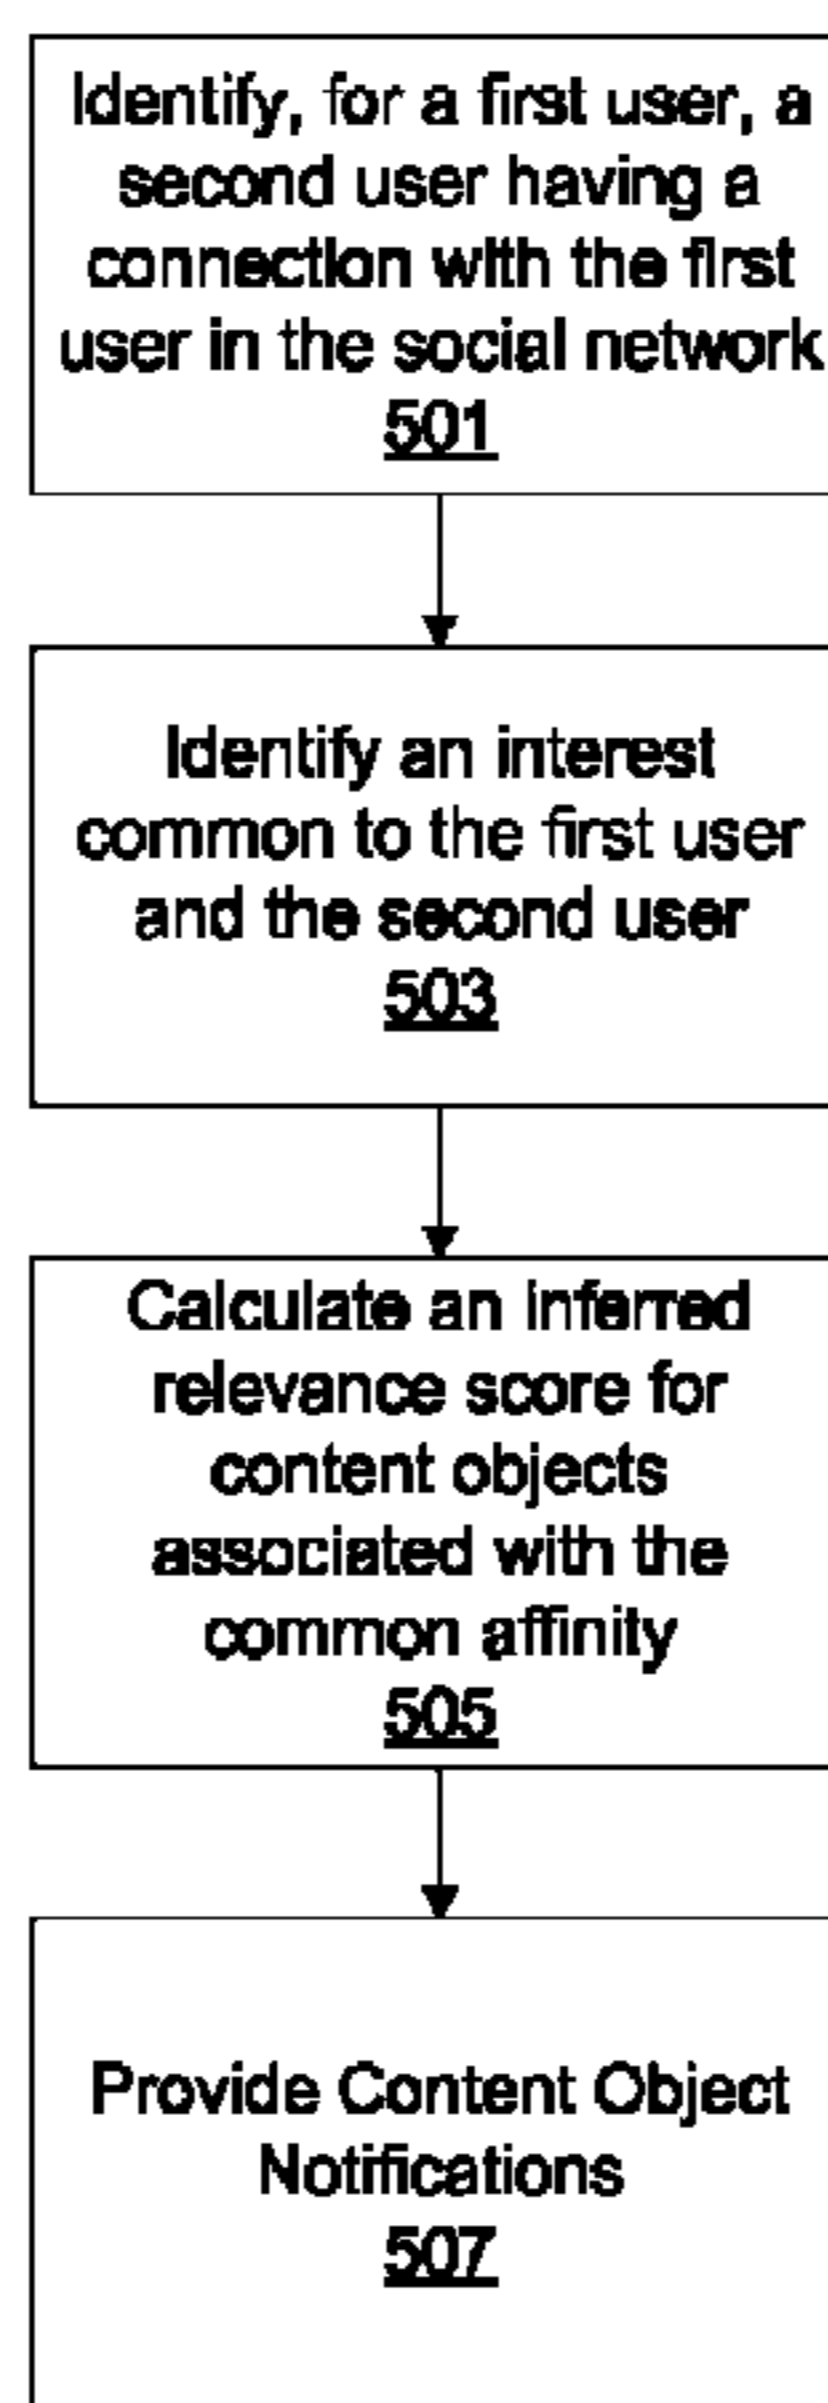 Identify, for a first user, a
second user having a
connection with the first
user in the social network
501
Identify an interest
common to the first user
and the second user
503
Calculate an inferred
relevance score for
content objects
associated with the
common affinity
505
Provide Content Object
Notifications
507